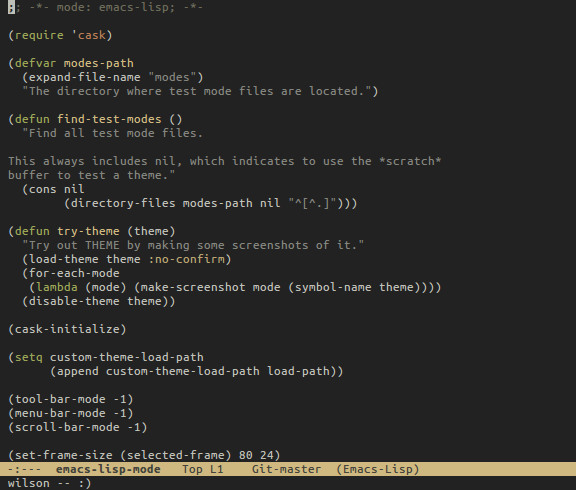 ;; -*- mode: emacs-lisp; -*-

(require 'cask)

(defvar modes-path
  (expand-file-name "modes")
  "The directory where test mode files are located.")

(defun find-test-modes ()
  "Find all test mode files.

This always includes nil, which indicates to use the *scratch*
buffer to test a theme."
  (cons nil
        (directory-files modes-path nil "^[^.]")))

(defun try-theme (theme)
  "Try out THEME by making some screenshots of it."
  (load-theme theme :no-confirm)
  (for-each-mode
   (lambda (mode) (make-screenshot mode (symbol-name theme))))
  (disable-theme theme))

(cask-initialize)

(setq custom-theme-load-path
      (append custom-theme-load-path load-path))

(tool-bar-mode -1)
(menu-bar-mode -1)
(scroll-bar-mode -1)

(set-frame-size (selected-frame) 80 24)
-:---  emacs-lisp-mode   Top L1    Git-master  (Emacs-Lisp)
wilson -- :)